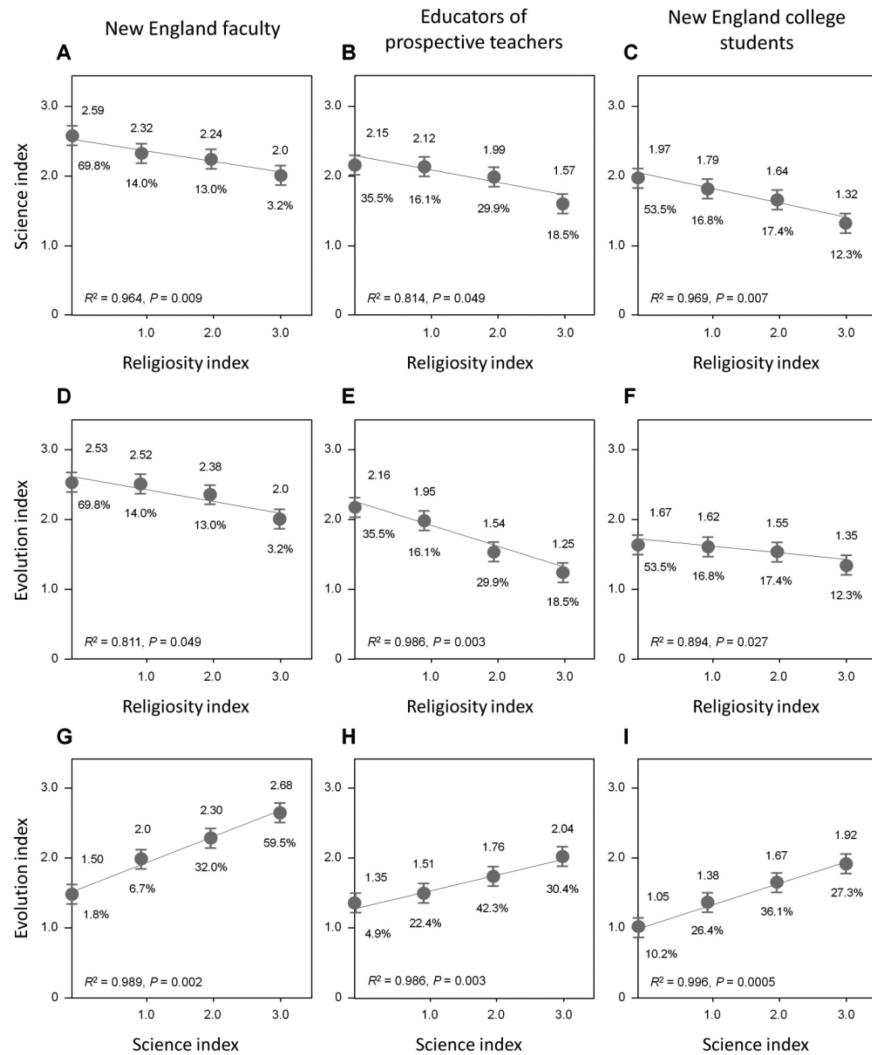 New England faculty
Educators of
prospective teachers
New England college
students
A
B
C
Science index
3.0
2.0
1.0
0
2.59
2.32
2.24
2.0
69.8%
14.0%
13.0%
3.2%
R² = 0.964, P = 0.009
1.0 2.0 3.0
Religiosity index
3.0
2.0
1.0
0
2.15
2.12
1.99
1.57
35.5%
16.1%
29.9%
18.5%
R² = 0.814, P = 0.049
1.0 2.0 3.0
Religiosity index
3.0
2.0
1.0
0
1.97
1.79
1.64
1.32
53.5%
16.8%
17.4%
12.3%
R² = 0.969, P = 0.007
1.0 2.0 3.0
Religiosity index
D
E
F
Evolution index
3.0
2.0
1.0
0
2.53
2.52
2.38
2.0
69.8%
14.0%
13.0%
3.2%
R² = 0.811, P = 0.049
1.0 2.0 3.0
Religiosity index
3.0
2.0
1.0
0
2.16
1.95
1.54
1.25
35.5%
16.1%
29.9%
18.5%
R² = 0.986, P = 0.003
1.0 2.0 3.0
Religiosity index
3.0
2.0
1.0
0
1.67
1.62
1.55
1.35
53.5%
16.8%
17.4%
12.3%
R² = 0.894, P = 0.027
1.0 2.0 3.0
Religiosity index
G
H
I
Evolution index
3.0
2.0
1.0
0
1.50
2.0
2.30
2.68
1.8%
6.7%
32.0%
59.5%
R² = 0.989, P = 0.002
1.0 2.0 3.0
Science index
3.0
2.0
1.0
0
1.35
1.51
1.76
2.04
4.9%
22.4%
42.3%
30.4%
R² = 0.986, P = 0.003
1.0 2.0 3.0
Science index
3.0
2.0
1.0
0
1.05
1.38
1.67
1.92
10.2%
26.4%
36.1%
27.3%
R² = 0.996, P = 0.0005
1.0 2.0 3.0
Science index